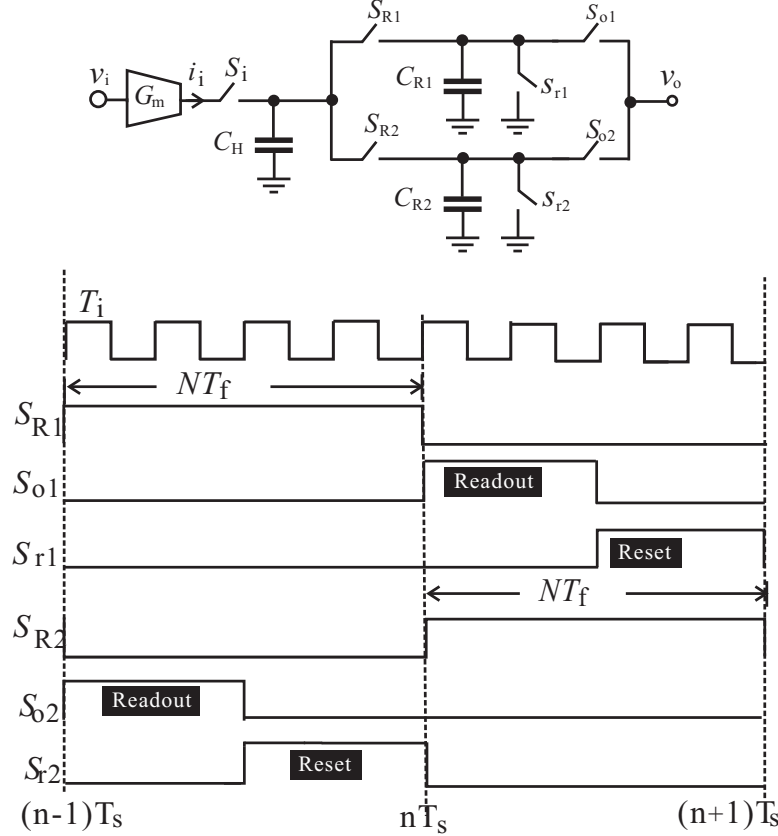 S_R1 S_o1
v_i G_m i_i S_i C_R1 s_r1 v_o
C_H S_R2 S_o2
C_R2 s_r2
T_i
NT_f
S_R1
S_o1 Readout
S_r1 Reset
NT_f
S_R2
S_o2 Readout
S_r2 Reset
(n-1)T_s nT_s (n+1)T_s